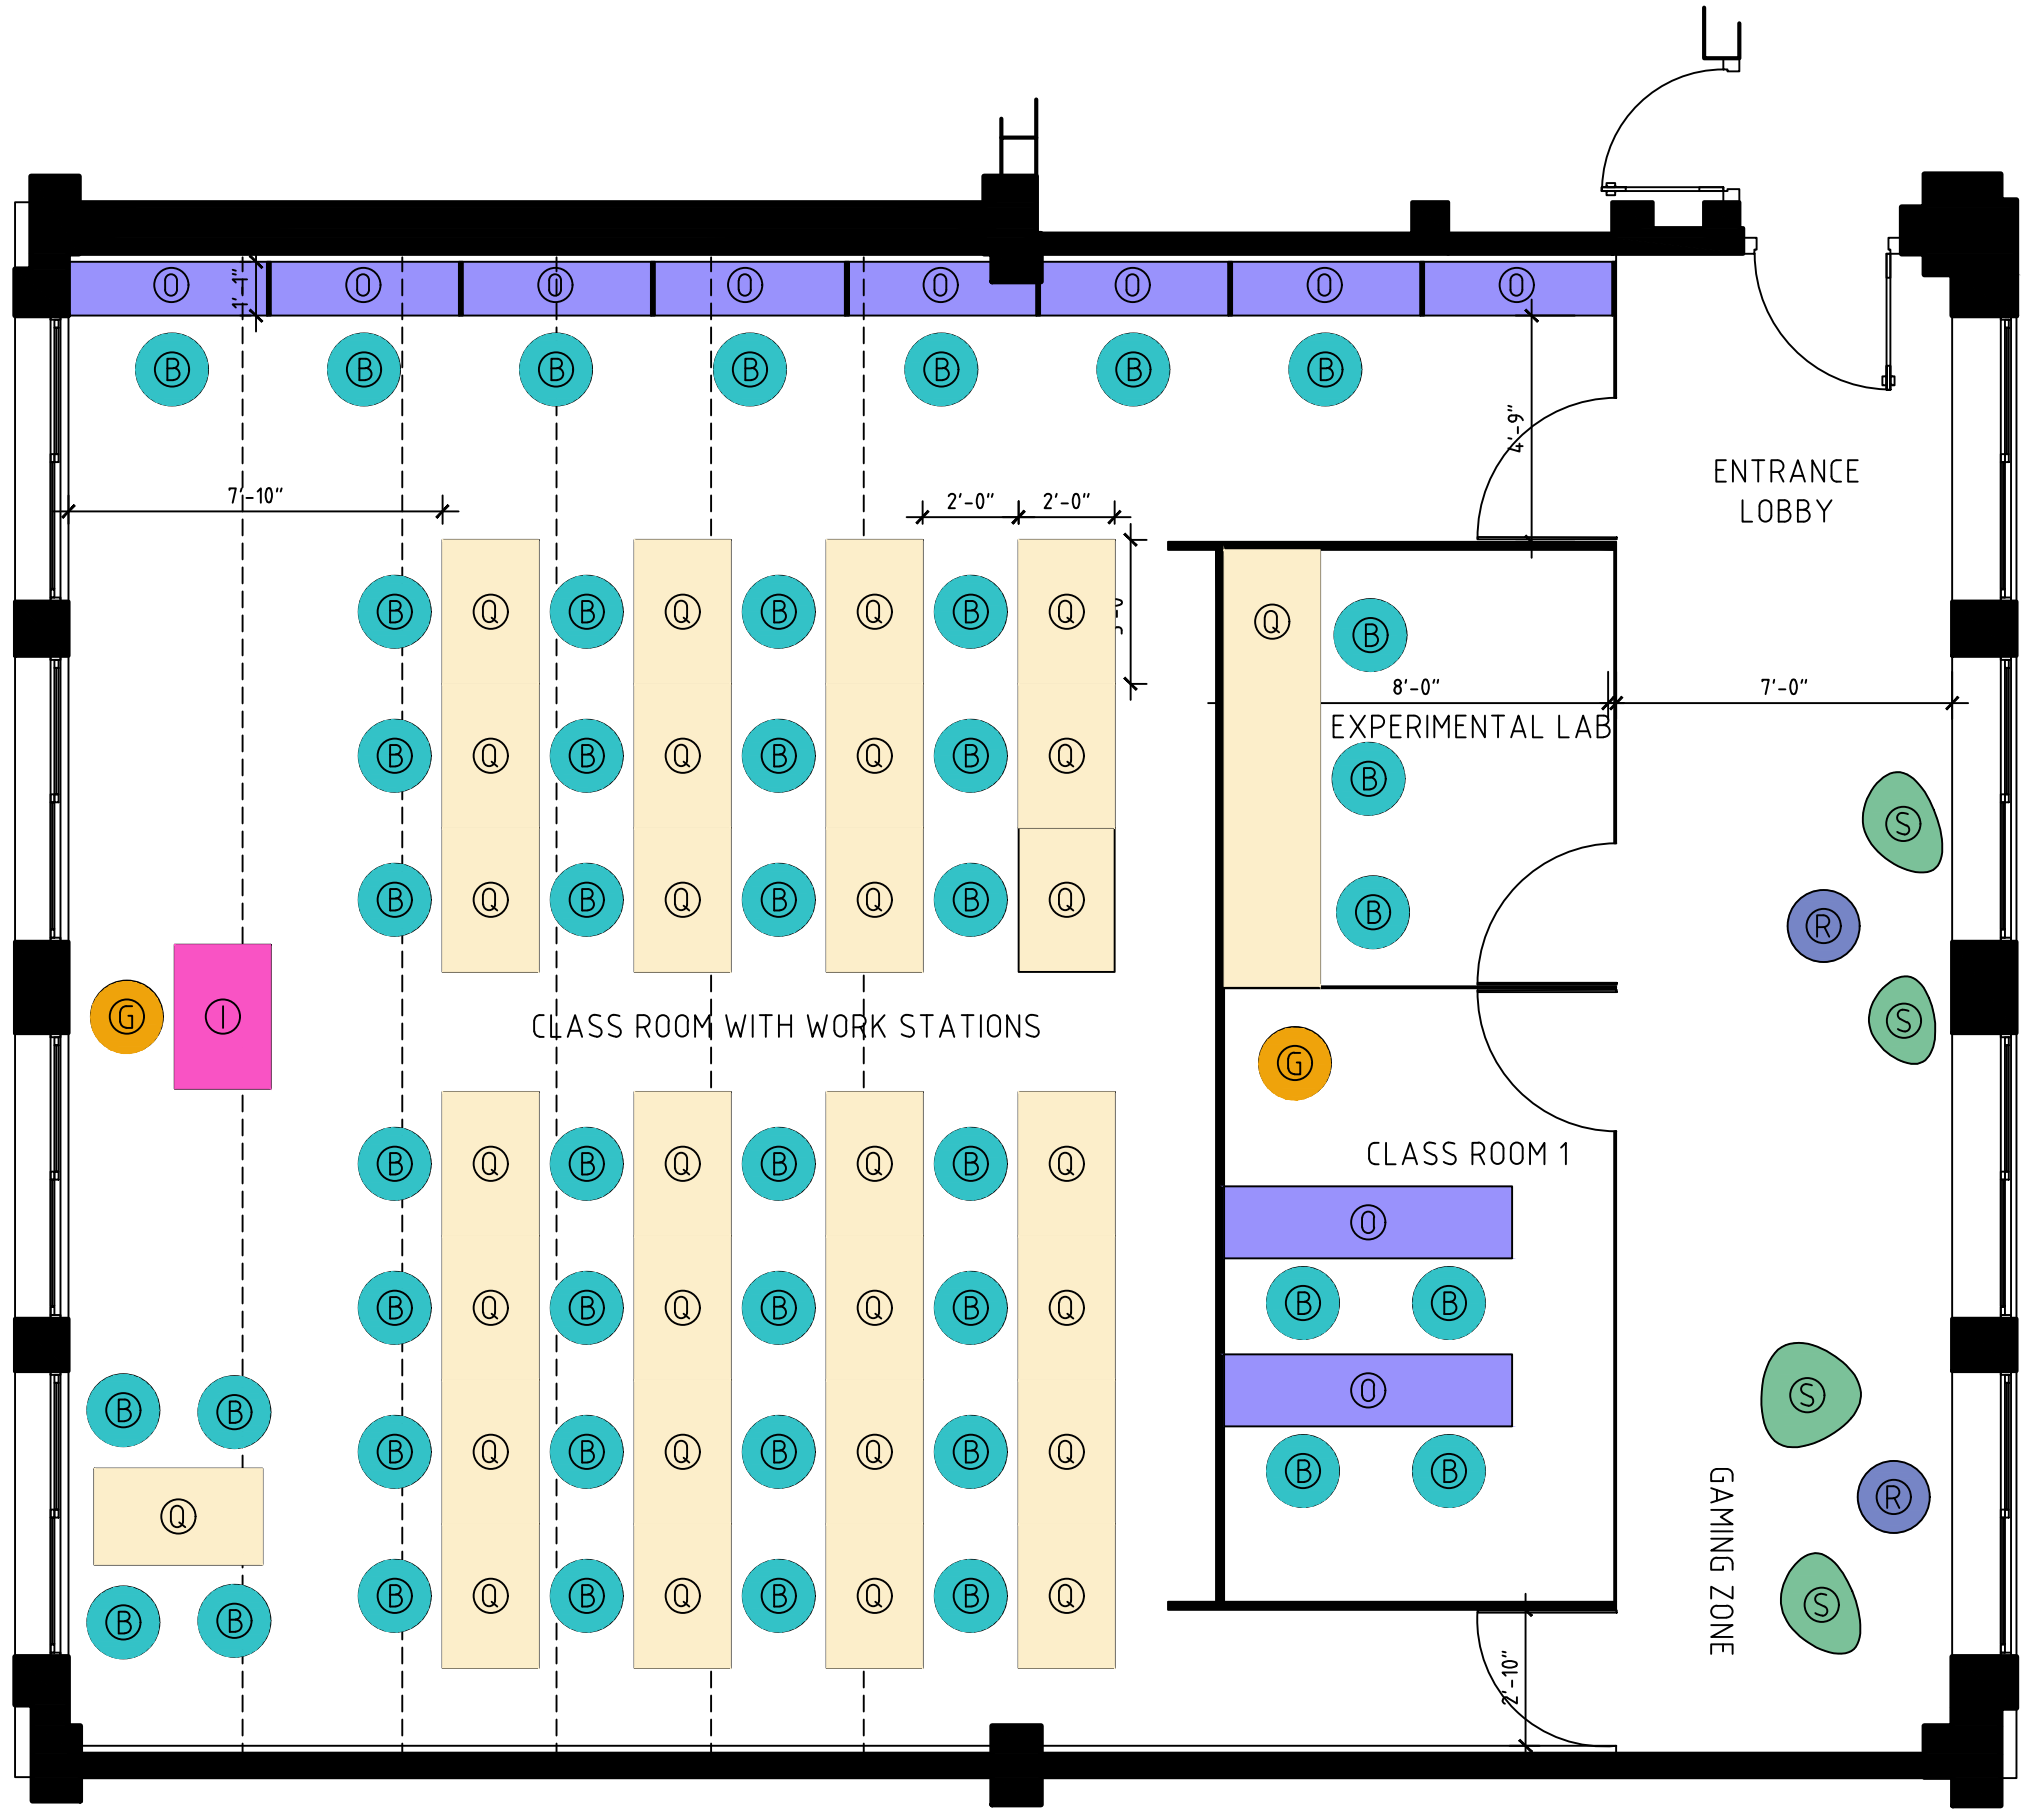 O O O O O O O O
1'-1"
B B B B B B B
4'-9"
ENTRANCE
LOBBY
7'-10" 2'-0" 2'-0"
B Q B Q B Q B Q Q B
8'-0" 7'-0"
EXPERIMENTAL LAB
B Q B Q B Q B Q B
S
B Q B Q B Q B Q B
R
G I S
CLASS ROOM WITH WORK STATIONS
G
CLASS ROOM 1
B Q B Q B Q B Q
O
B Q B Q B Q B Q B B
O S
B B
B Q B Q B Q B Q B B
R
Q
GAMING ZONE
B Q B Q B Q B Q S
B B
2'-10"